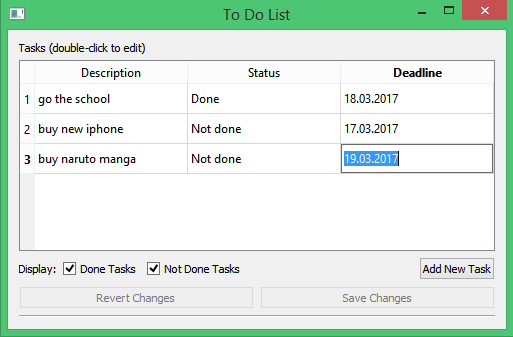 To Do List
Tasks (double-click to edit)
Description Status Deadline
1 go the school Done 18.03.2017
2 buy new iphone Not done 17.03.2017
3 buy naruto manga Not done 19.03.2017
Display: Done Tasks Not Done Tasks Add New Task
Revert Changes Save Changes